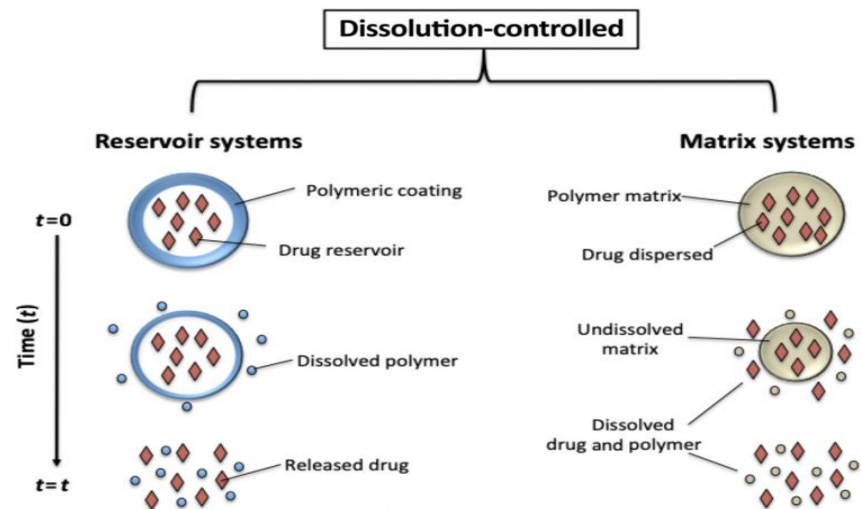 Dissolution-controlled
Reservoir systems
Matrix systems
t=0
Polymeric coating
Drug reservoir
Polymer matrix
Drug dispersed
Time (t)
Dissolved polymer
Undissolved
matrix
Dissolved
drug and polymer
t= t
Released drug